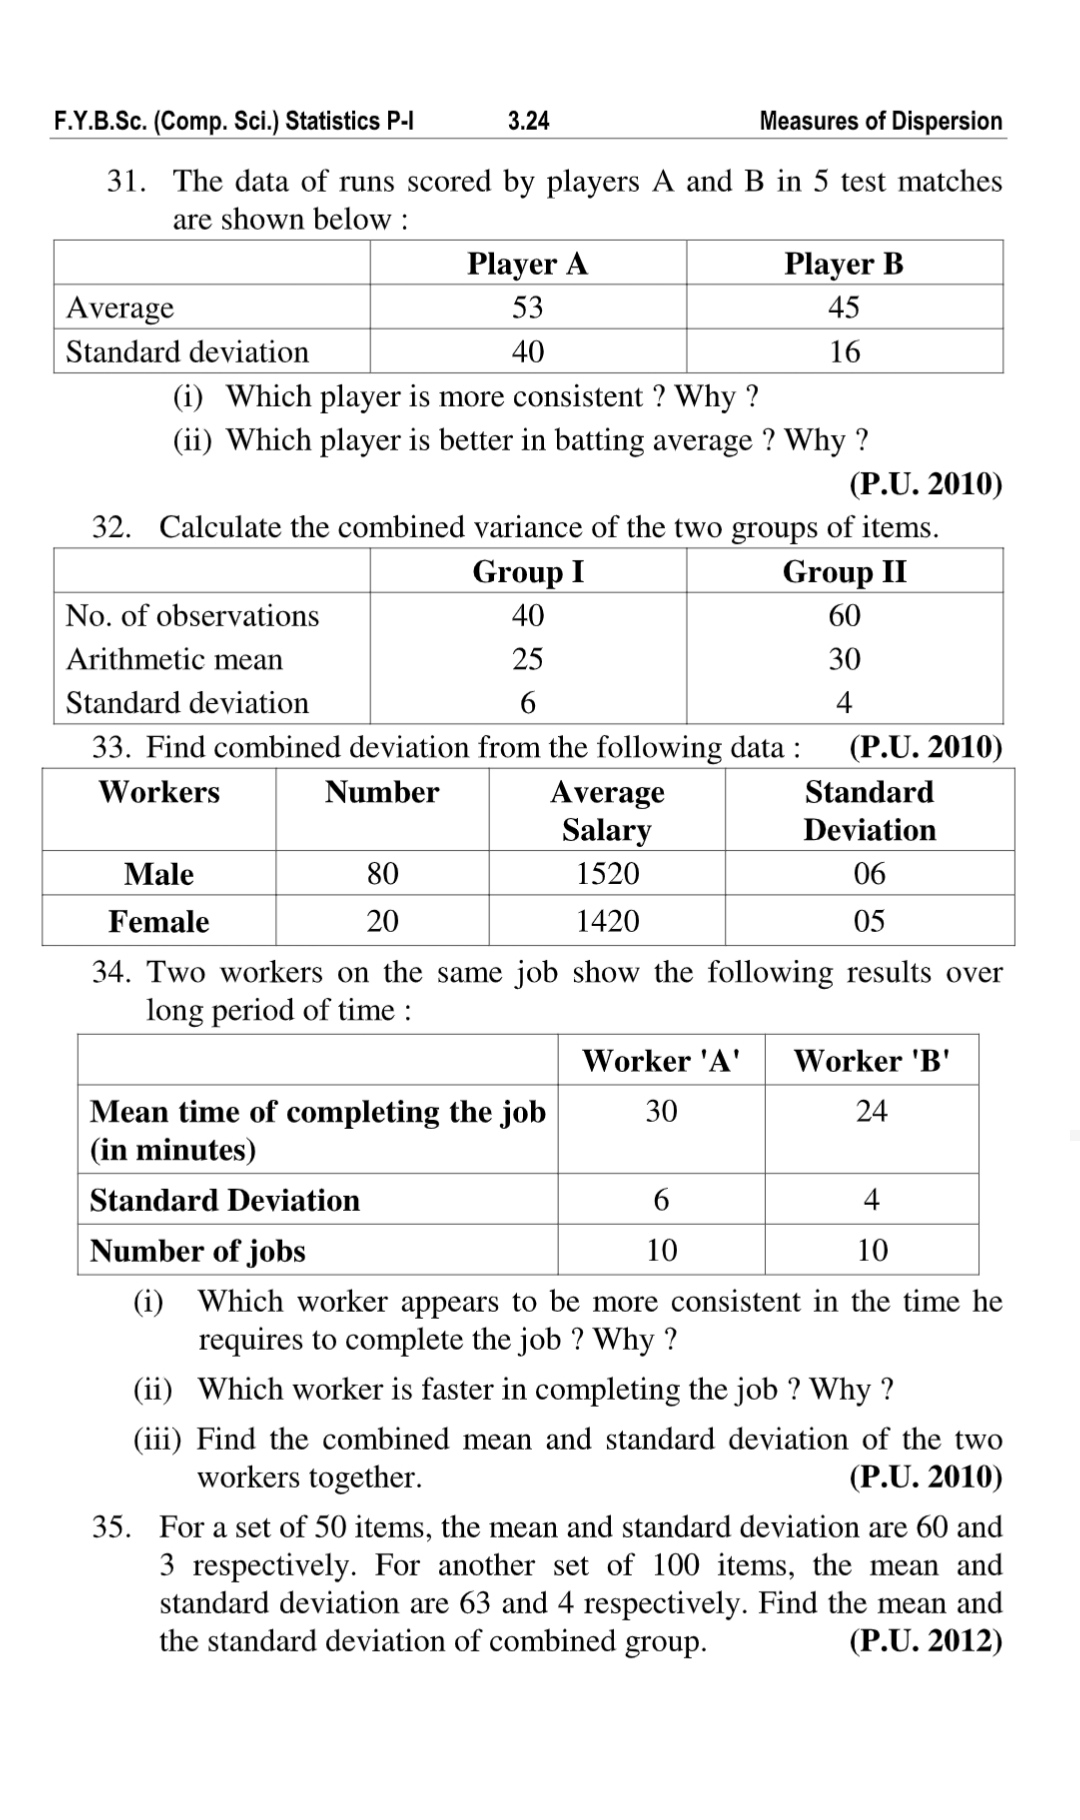 F.Y.B.Sc. (Comp. Sci.) Statistics P-I 3.24 Measures of Dispersion
31. The data of runs scored by players A and B in 5 test matches
are shown below :
Player A Player B
Average 53 45
Standard deviation 40 16
(i) Which player is more consistent ? Why ?
(ii) Which player is better in batting average ? Why ?
(P.U. 2010)
32. Calculate the combined variance of the two groups of items.
Group I Group II
No. of observations 40 60
Arithmetic mean 25 30
Standard deviation 6 4
33. Find combined deviation from the following data : (P.U. 2010)
Workers Number Average Standard
Salary Deviation
Male 80 1520 06
Female 20 1420 05
34. Two workers on the same job show the following results over
long period of time :
Worker 'A' Worker 'B'
Mean time of completing the job 30 24
(in minutes)
Standard Deviation 6 4
Number of jobs 10 10
(i) Which worker appears to be more consistent in the time he
requires to complete the job ? Why ?
(ii) Which worker is faster in completing the job ? Why ?
(iii) Find the combined mean and standard deviation of the two
workers together. (P.U. 2010)
35. For a set of 50 items, the mean and standard deviation are 60 and
3 respectively. For another set of 100 items, the mean and
standard deviation are 63 and 4 respectively. Find the mean and
the standard deviation of combined group. (P.U. 2012)